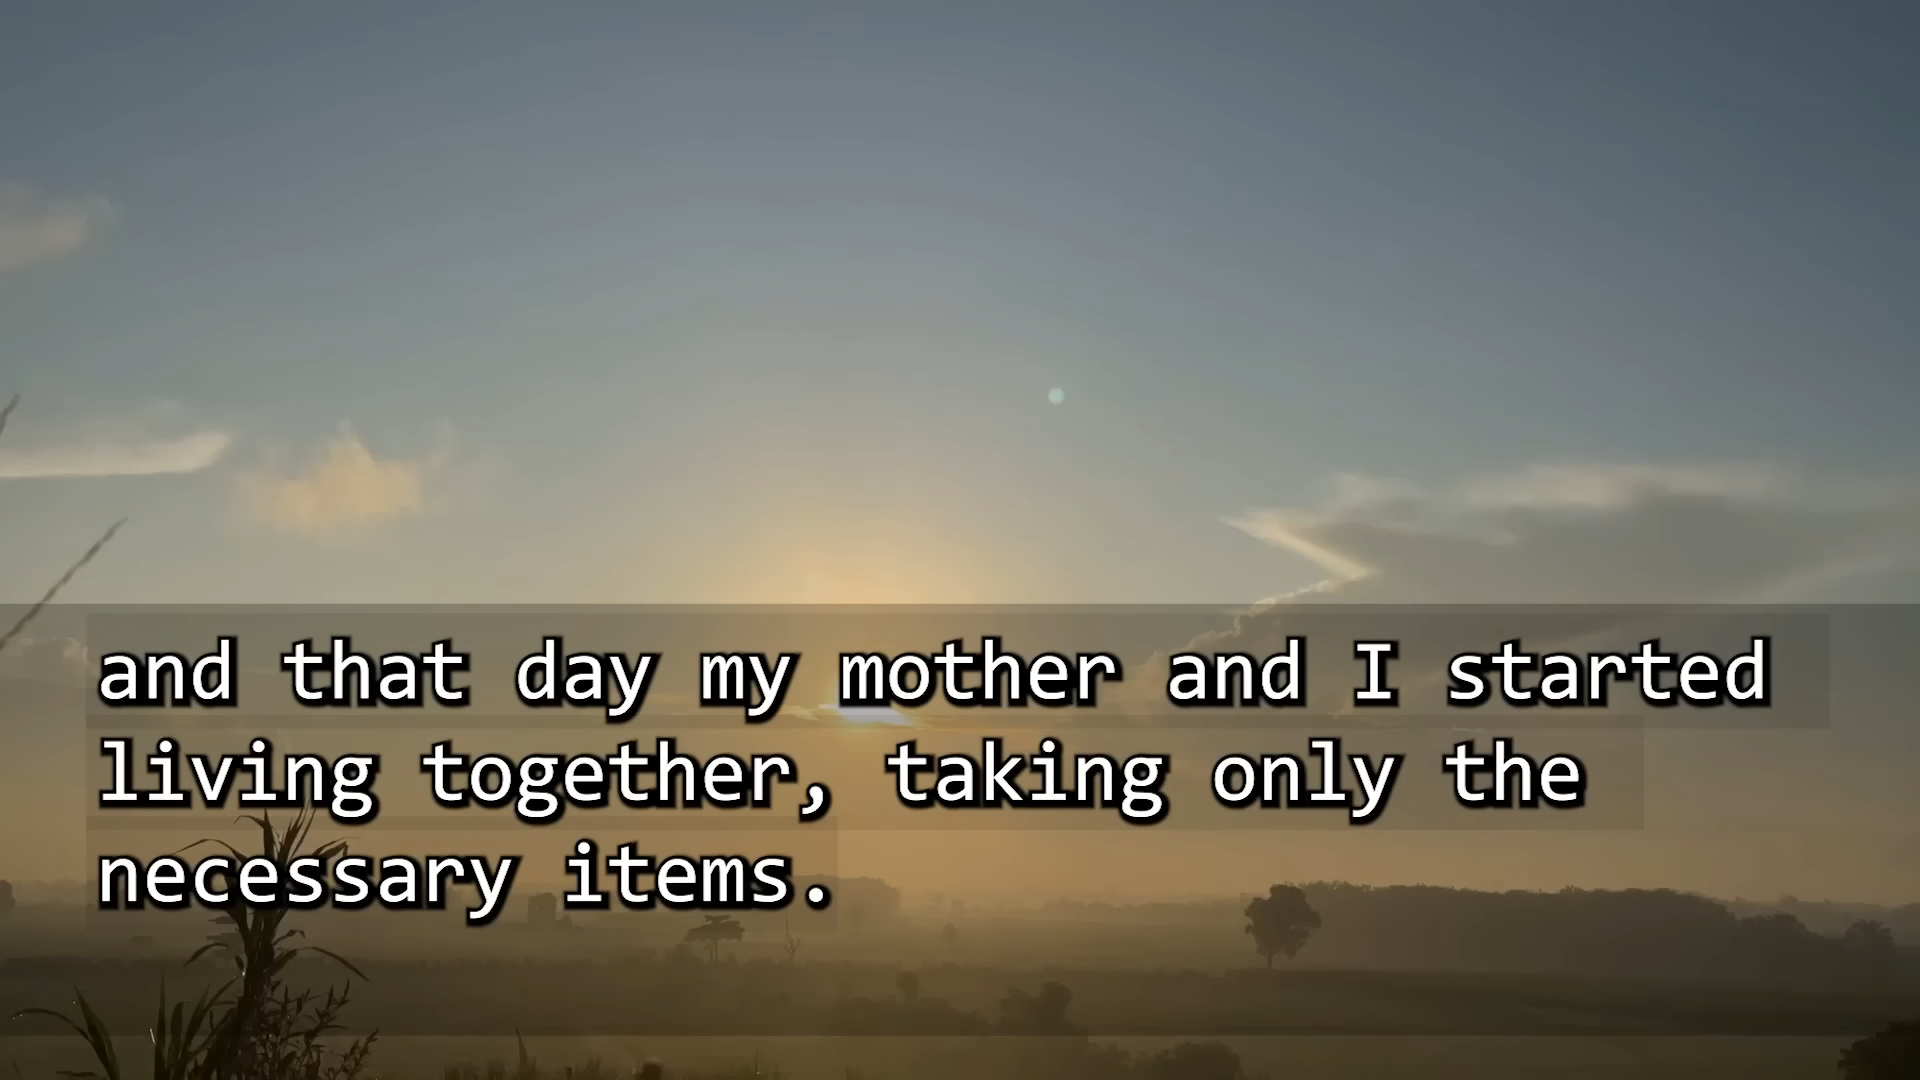 and that day my mother and I started
living together, taking only the
necessary items.